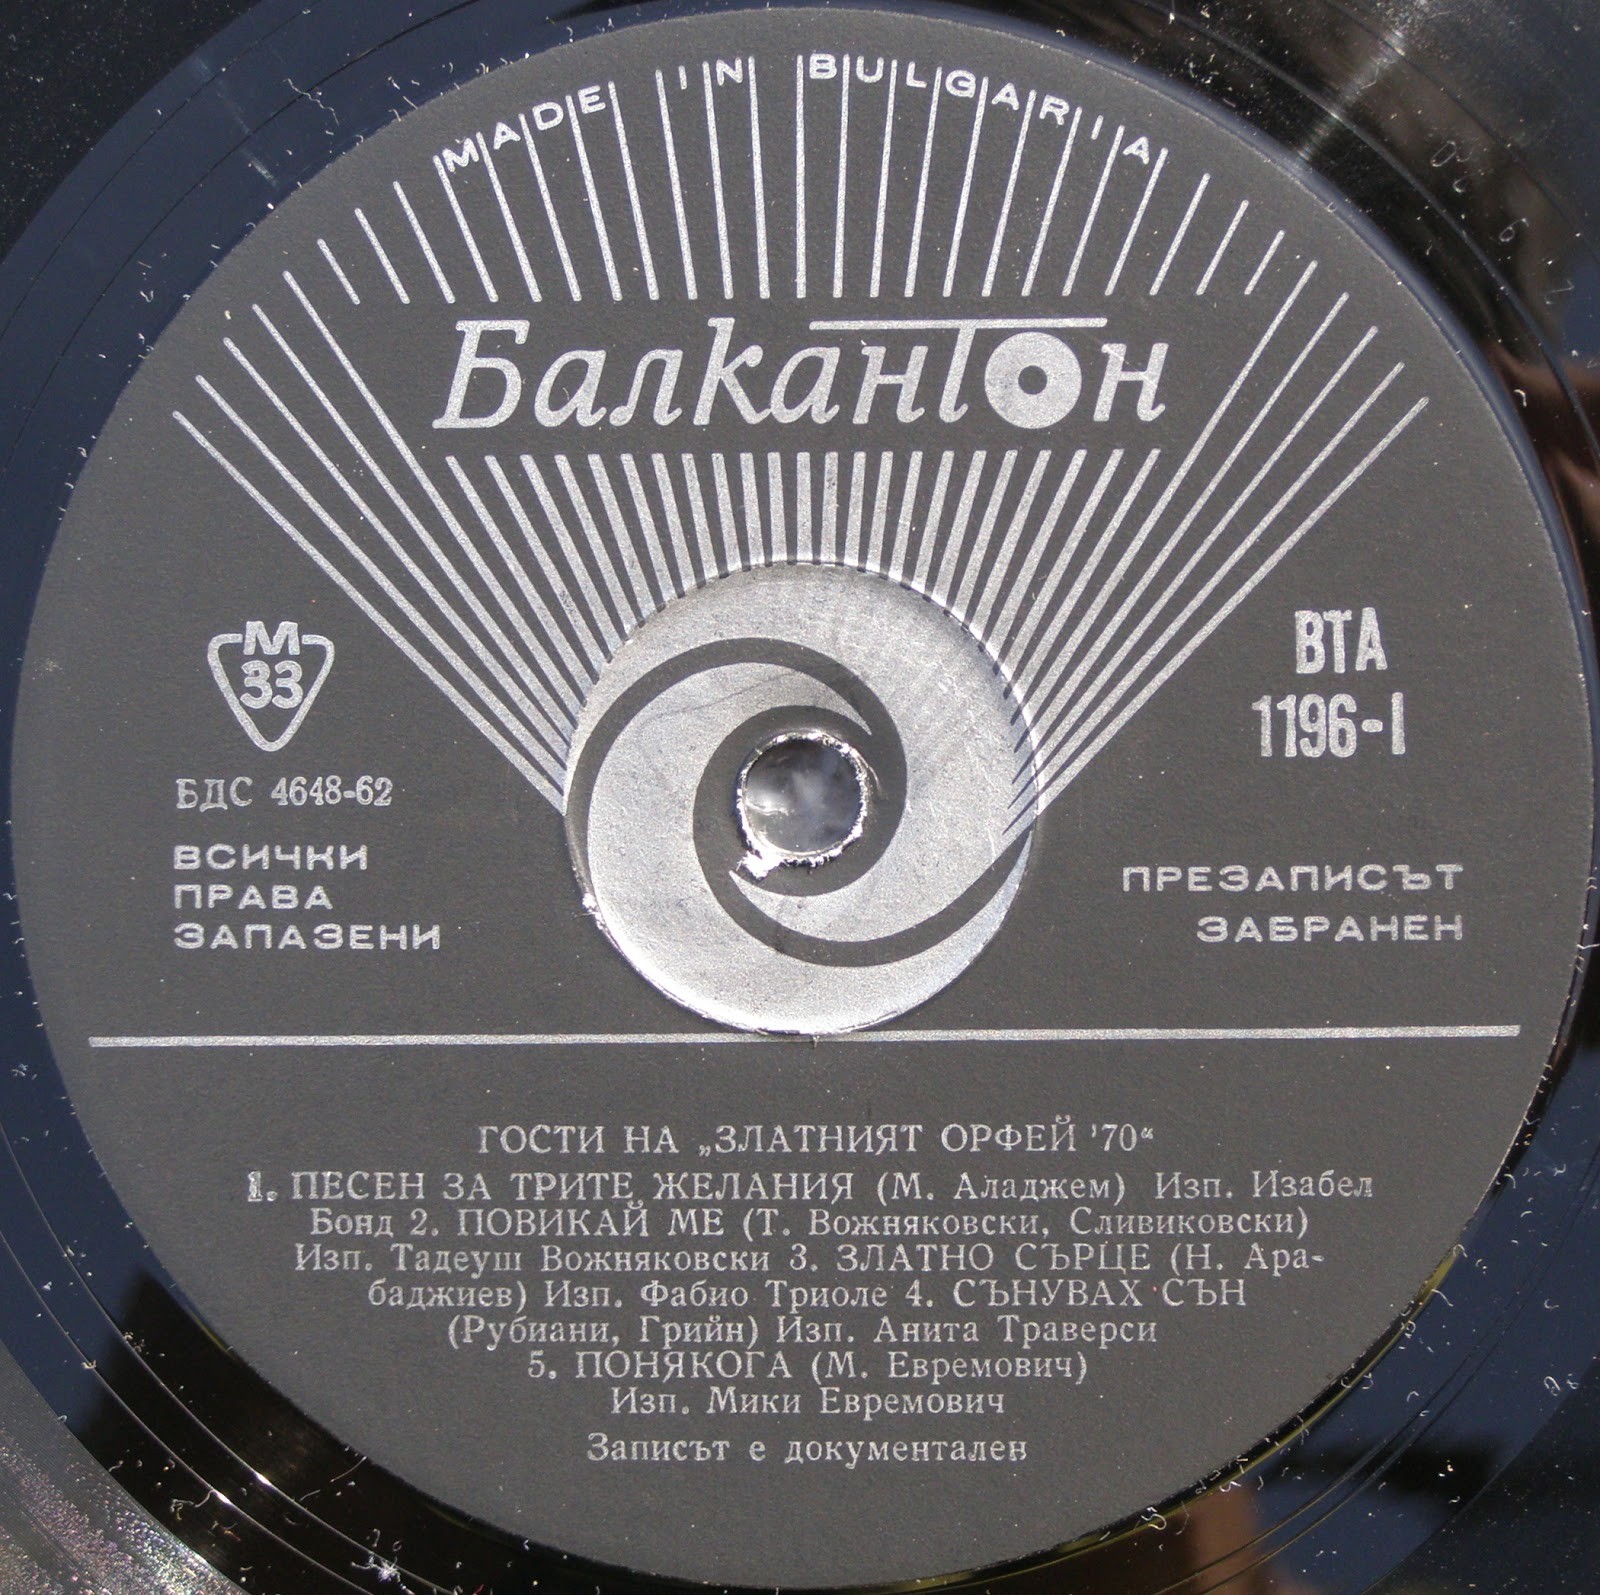 MADE IN BULGARIA
Балкантон
М
33
БДС 4648-62
ВСИЧКИ
ПРАВА
ЗАПАЗЕНИ
ВТА
1196-I
ПРЕЗАПИСЪТ
ЗАБРАНЕН
ГОСТИ НА „ЗЛАТНИЯТ ОРФЕЙ '70“
1. ПЕСЕН ЗА ТРИТЕ ЖЕЛАНИЯ (М. Аладжем) Изп. Изабел
Бонд 2. ПОВИКАЙ МЕ (Т. Вожняковски, Сливиковски)
Изп. Тадеуш Вожняковски 3. ЗЛАТНО СЪРЦЕ (Н. Ара-
баджиев) Изп. Фабио Триоле 4. СЪНУВАХ СЪН
(Рубиани, Грийн) Изп. Анита Траверси
5. ПОНЯКОГА (М. Евремович)
Изп. Мики Евремович
Записът е документален